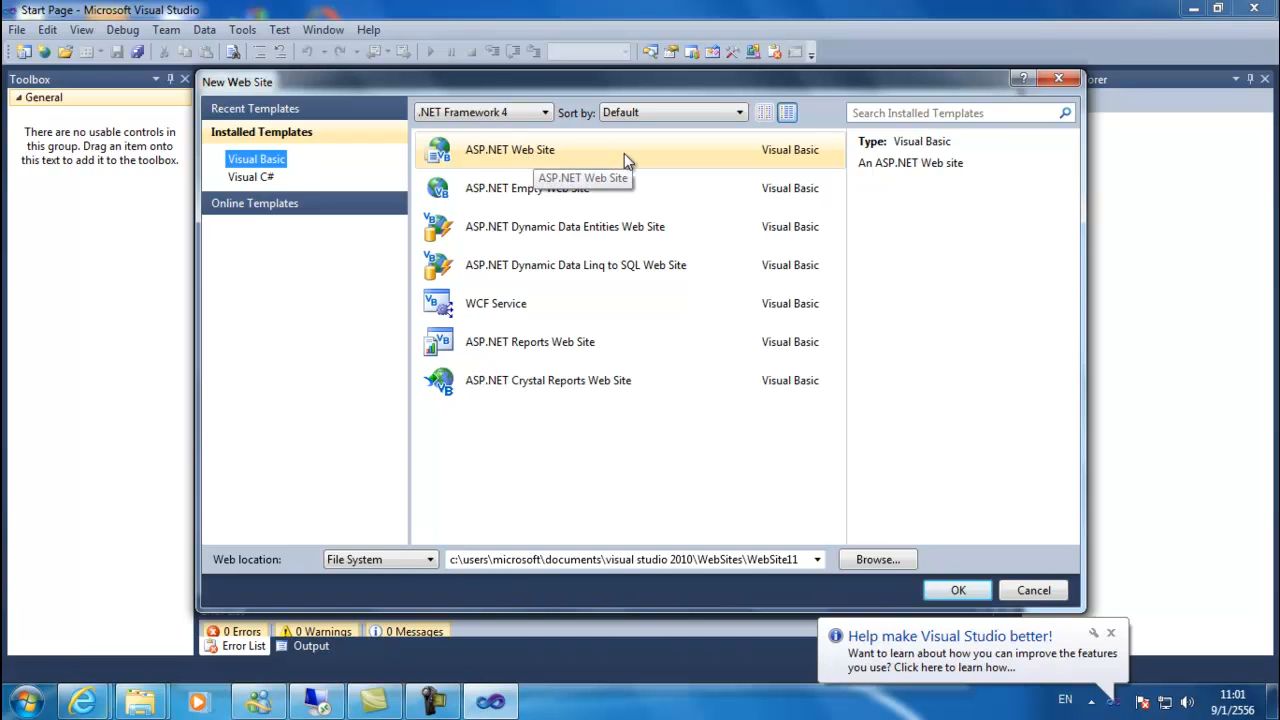 Start Page - Microsoft Visual Studio
File Edit View Debug Team Data Tools Test Window Help
Toolbox
General
There are no usable controls in
this group. Drag an item onto
this text to add it to the toolbox.
New Web Site
Recent Templates
Installed Templates
Visual Basic
Visual C#
Online Templates
.NET Framework 4
Sort by: Default
Search Installed Templates
ASP.NET Web Site Visual Basic
ASP.NET Web Site
ASP.NET Empty Web Site Visual Basic
ASP.NET Dynamic Data Entities Web Site Visual Basic
ASP.NET Dynamic Data Linq to SQL Web Site Visual Basic
WCF Service Visual Basic
ASP.NET Reports Web Site Visual Basic
ASP.NET Crystal Reports Web Site Visual Basic
Type: Visual Basic
An ASP.NET Web site
Web location: File System c:\users\microsoft\documents\visual studio 2010\WebSites\WebSite11 Browse...
OK Cancel
orer
0 Errors 0 Warnings 0 Messages
Error List Output
Help make Visual Studio better!
Want to learn about how you can improve the features
you use? Click here to learn how...
EN
11:01
9/1/2556